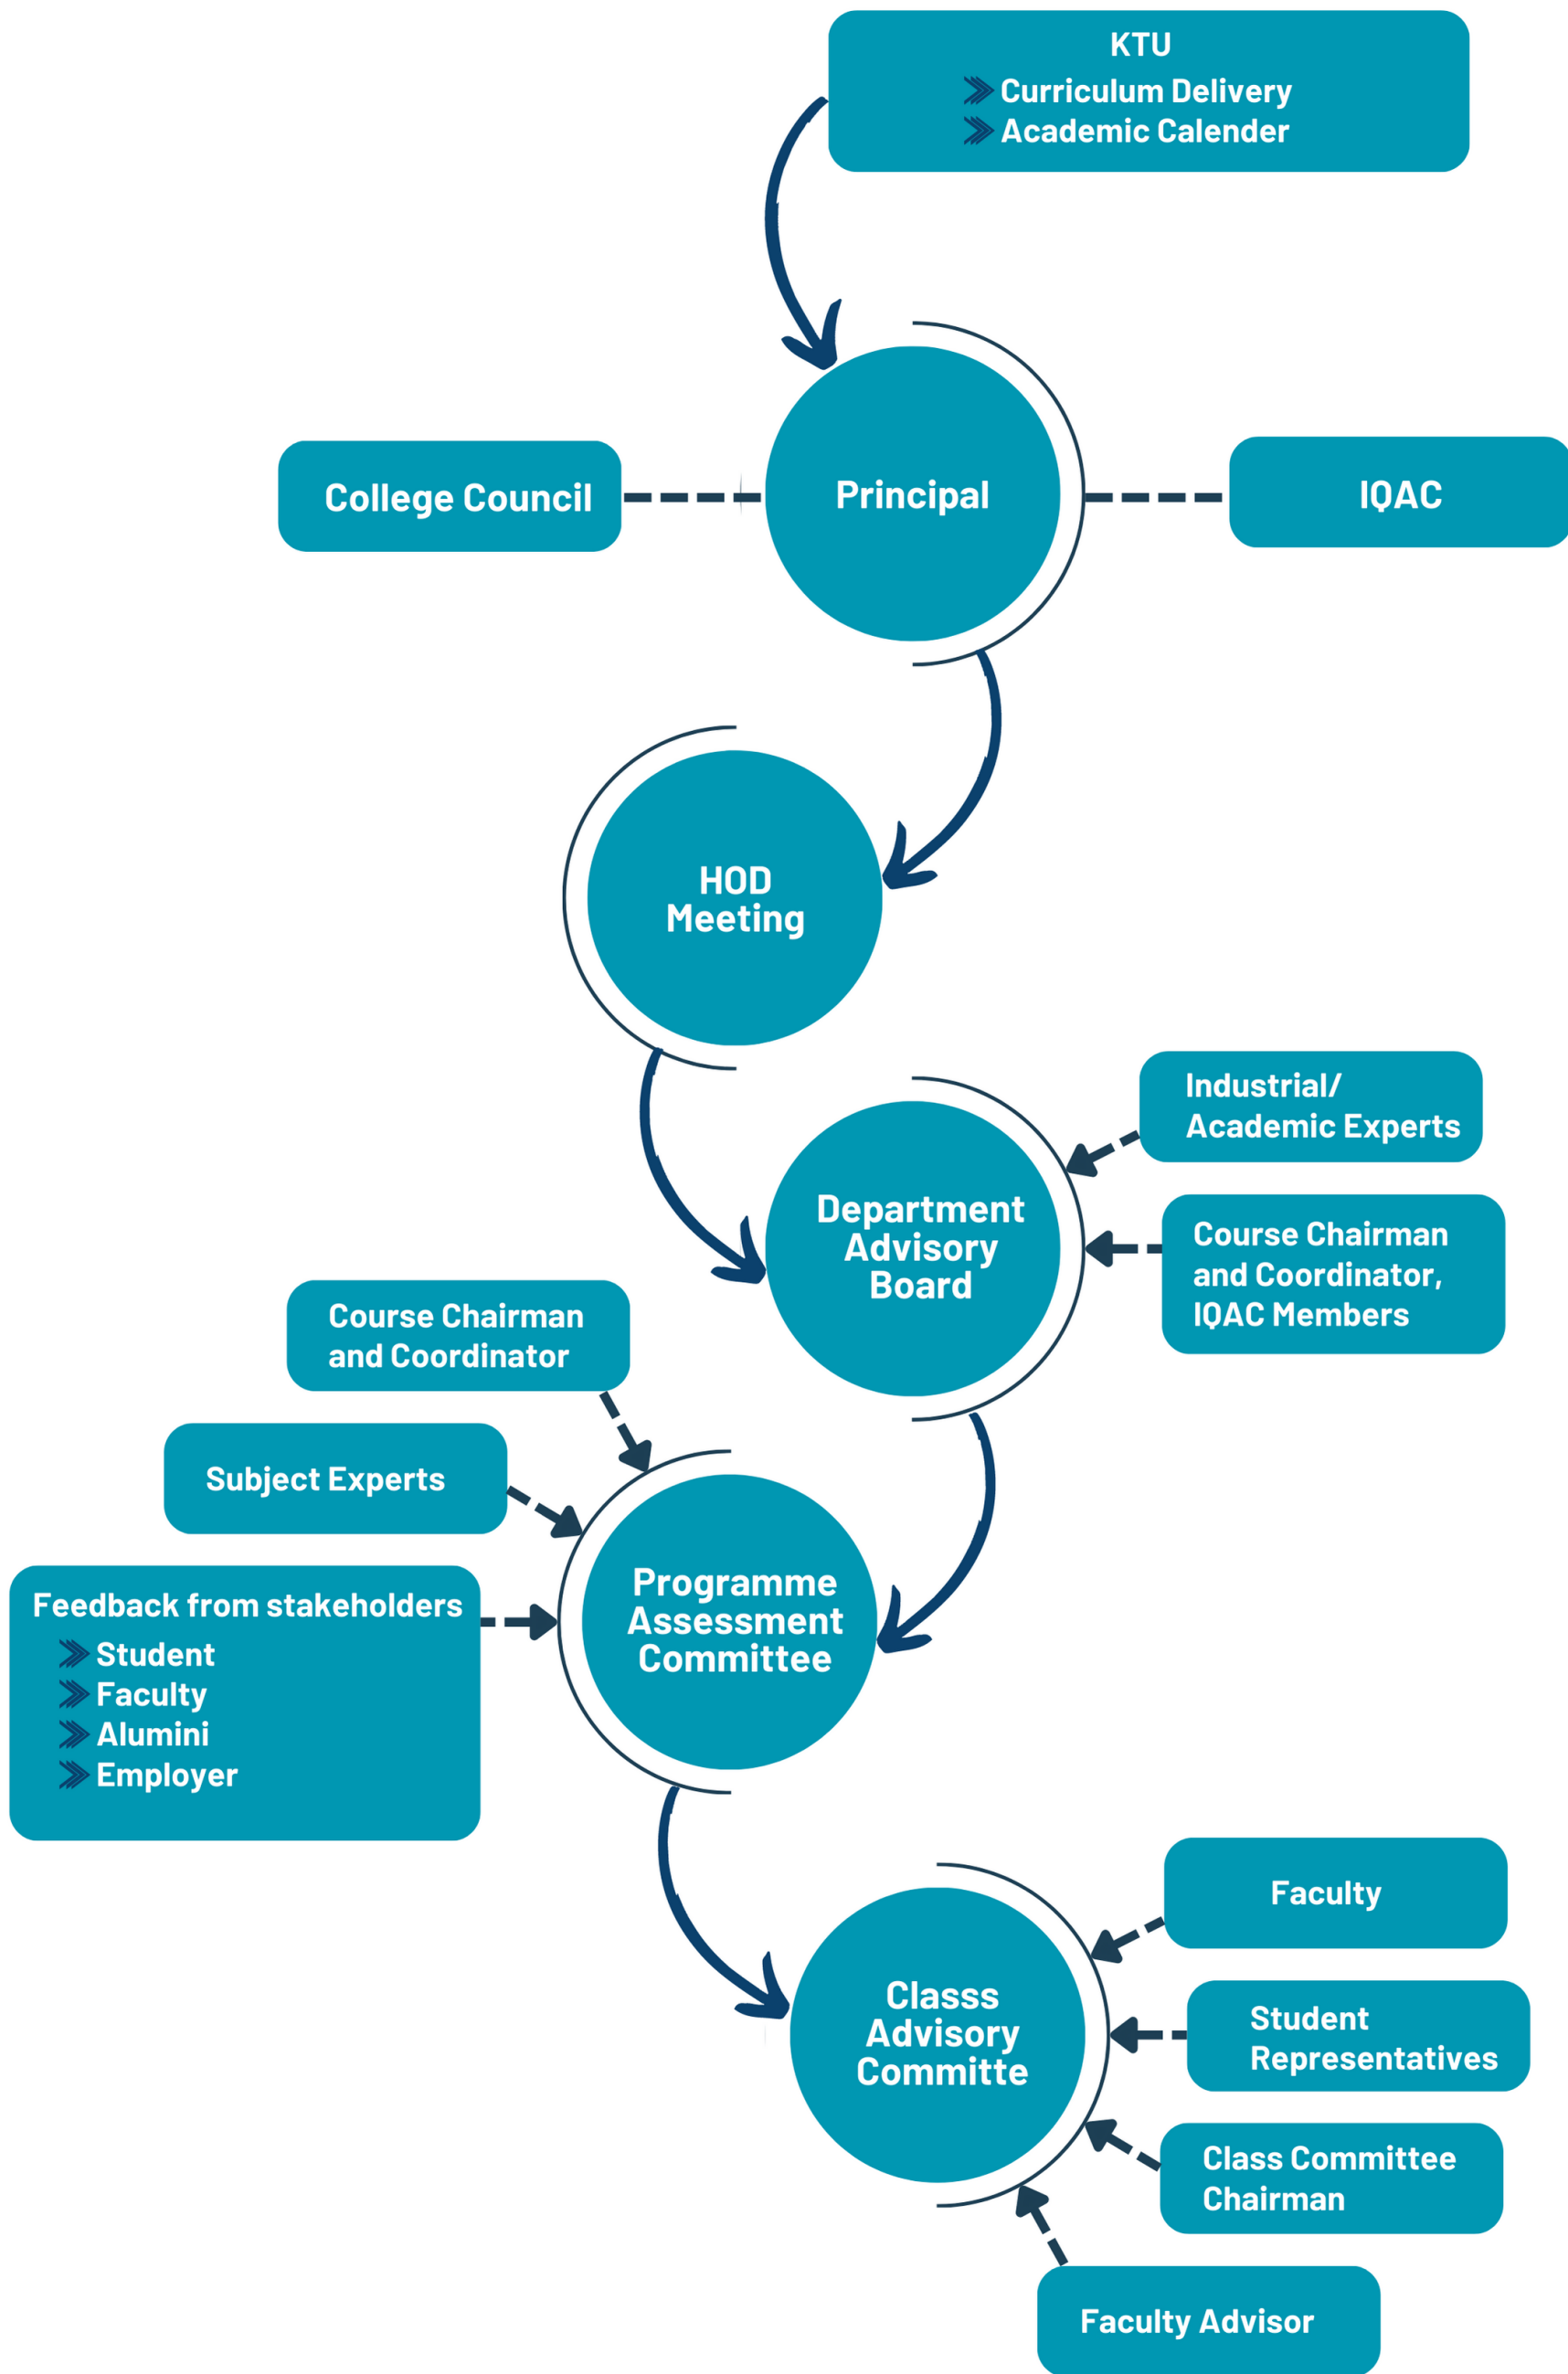 KTU
Curriculum Delivery
Academic Calender
College Council
Principal
IQAC
HOD
Meeting
Industrial/
Academic Experts
Department
Advisory
Board
Course Chairman
and Coordinator,
IQAC Members
Course Chairman
and Coordinator
Subject Experts
Feedback from stakeholders
Student
Faculty
Alumini
Employer
Programme
Assessment
Committee
Faculty
Classs
Advisory
Committe
Student
Representatives
Class Committee
Chairman
Faculty Advisor